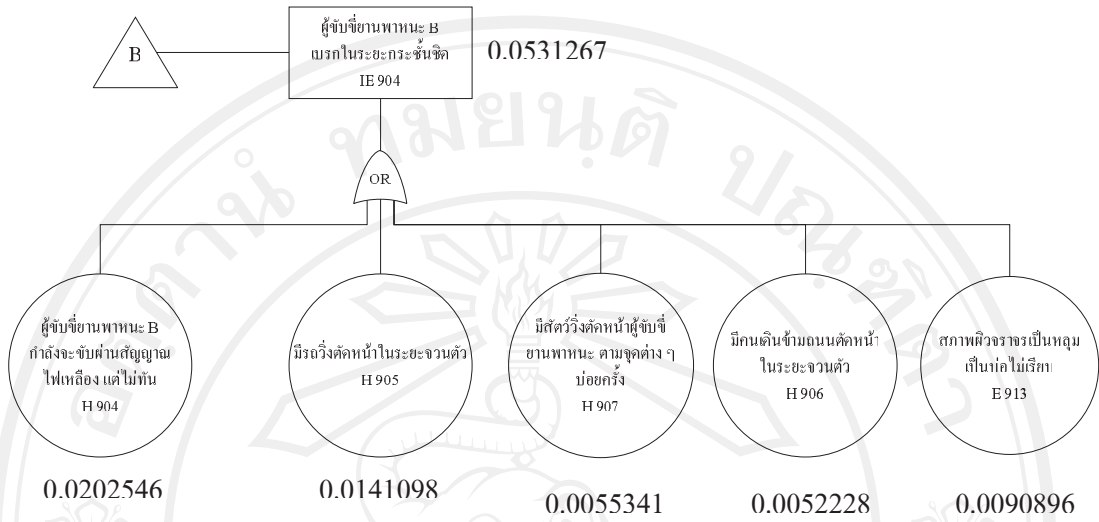 B
ผู้ขับขี่ยานพาหนะ B
เบรกในระยะกระชั้นชิด
IE 904
0.0531267
OR
ผู้ขับขี่ยานพาหนะ B
กำลังจะขับผ่านสัญญาณ
ไฟเหลือง แต่ไม่ทัน
H 904
0.0202546
มีรถวิ่งตัดหน้าในระยะจวนตัว
H 905
0.0141098
มีสัตว์วิ่งตัดหน้าผู้ขับขี่
ยานพาหนะ ตามจุดต่าง ๆ
บ่อยครั้ง
H 907
0.0055341
มีคนเดินข้ามถนนตัดหน้า
ในระยะจวนตัว
H 906
0.0052228
สภาพผิวจราจรเป็นหลุม
เป็นบ่อไม่เรียบ
E 913
0.0090896